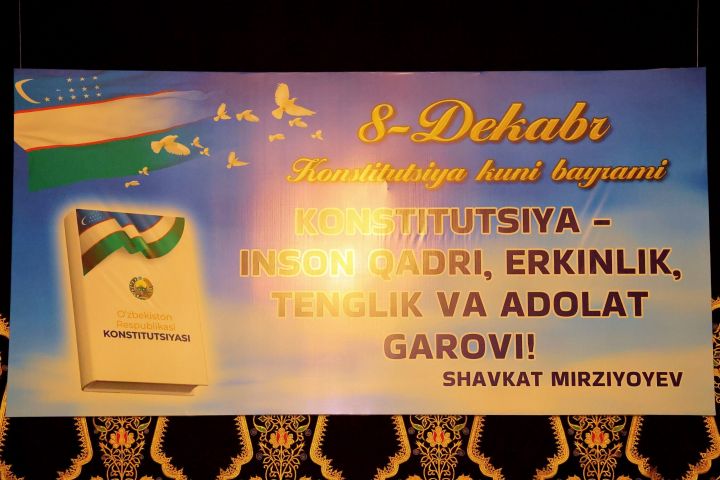 8-Dekabr
Konstitutsiya kuni bayrami
KONSTITUTSIYA –
INSON QADRI, ERKINLIK,
TENGLIK VA ADOLAT
GAROVI!
SHAVKAT MIRZIYOYEV
O'zbekiston
Respublikasi
KONSTITUTSIYASI